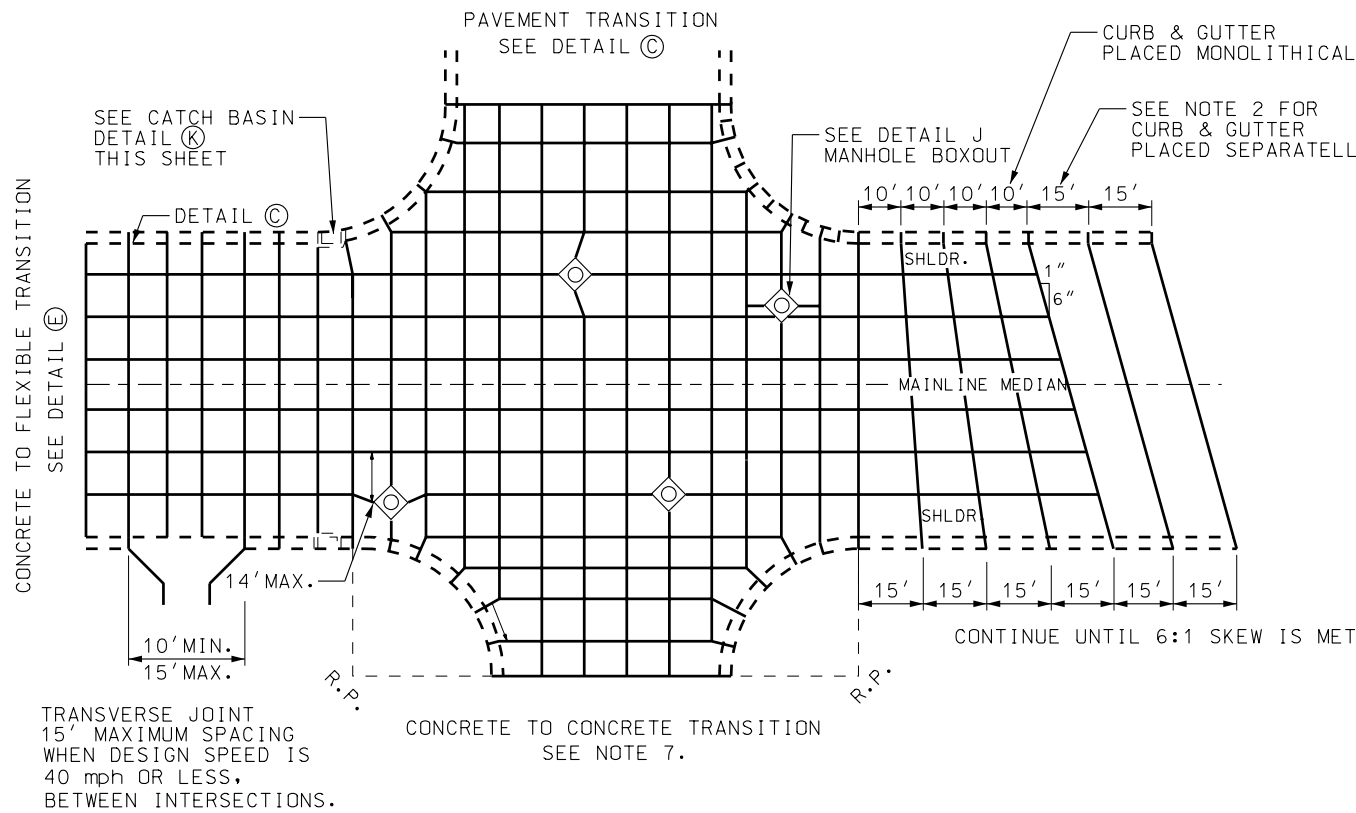 PAVEMENT TRANSITION
SEE DETAIL Ⓒ
CURB & GUTTER
PLACED MONOLITHICAL
SEE CATCH BASIN
DETAIL Ⓚ
THIS SHEET
SEE NOTE 2 FOR
CURB & GUTTER
PLACED SEPARATELL
SEE DETAIL J
MANHOLE BOXOUT
10' 10' 10' 10' 15' 15'
DETAIL Ⓒ
CONCRETE TO FLEXIBLE TRANSITION
SEE DETAIL Ⓔ
SHLDR.
1"
6"
MAINLINE MEDIAN
SHLDR.
14' MAX.
15' 15' 15' 15' 15' 15'
CONTINUE UNTIL 6:1 SKEW IS MET
10' MIN.
15' MAX.
R.P.
R.P.
TRANSVERSE JOINT
15' MAXIMUM SPACING
WHEN DESIGN SPEED IS
40 mph OR LESS,
BETWEEN INTERSECTIONS.
CONCRETE TO CONCRETE TRANSITION
SEE NOTE 7.